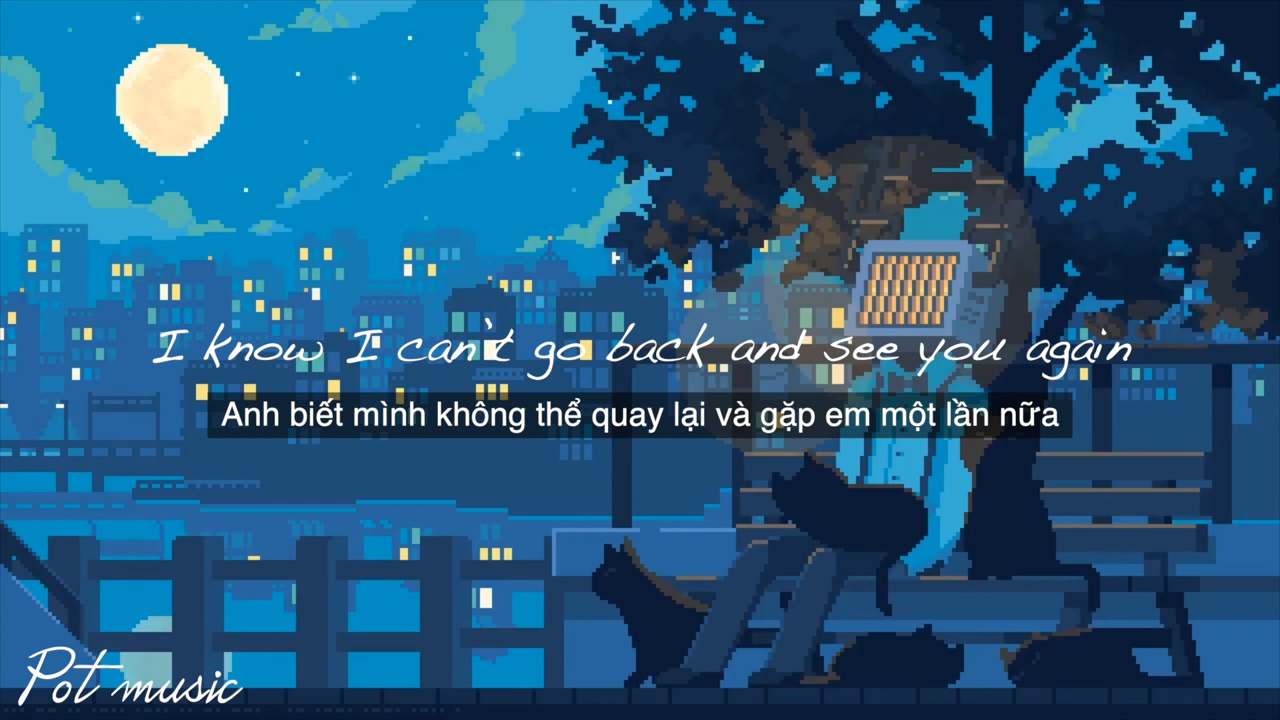 I know I can't go back and see you again
Anh biết mình không thể quay lại và gặp em một lần nữa
Pot music